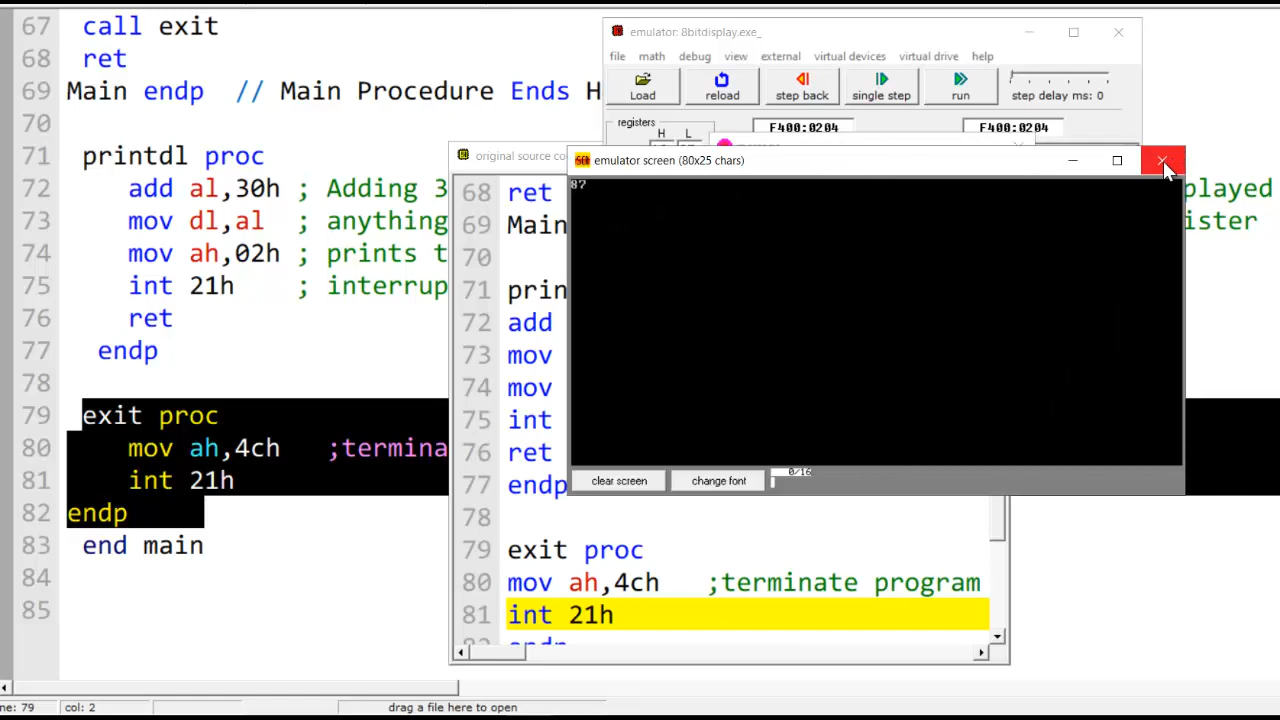 67 call exit
68 ret
69 Main endp // Main Procedure Ends H
70
71 printdl proc
72 add al,30h ; Adding 3
73 mov dl,al ; anything
74 mov ah,02h ; prints t
75 int 21h ; interrup
76 ret
77 endp
78
79 exit proc
80 mov ah,4ch ;termina
81 int 21h
82 endp
83 end main
84
85
played
ister
emulator: 8bitdisplay.exe_
file math debug view external virtual devices virtual drive help
Load reload step back single step run step delay ms: 0
registers
H L
F400:0204 F400:0204
original source co
68 ret
69 Main
70
71 prin
72 add
73 mov
74 mov
75 int
76 ret
77 endp
78
79 exit proc
80 mov ah,4ch ;terminate program
81 int 21h
endp
emulator screen (80x25 chars)
87
clear screen change font 0/16
ne: 79 col: 2 drag a file here to open